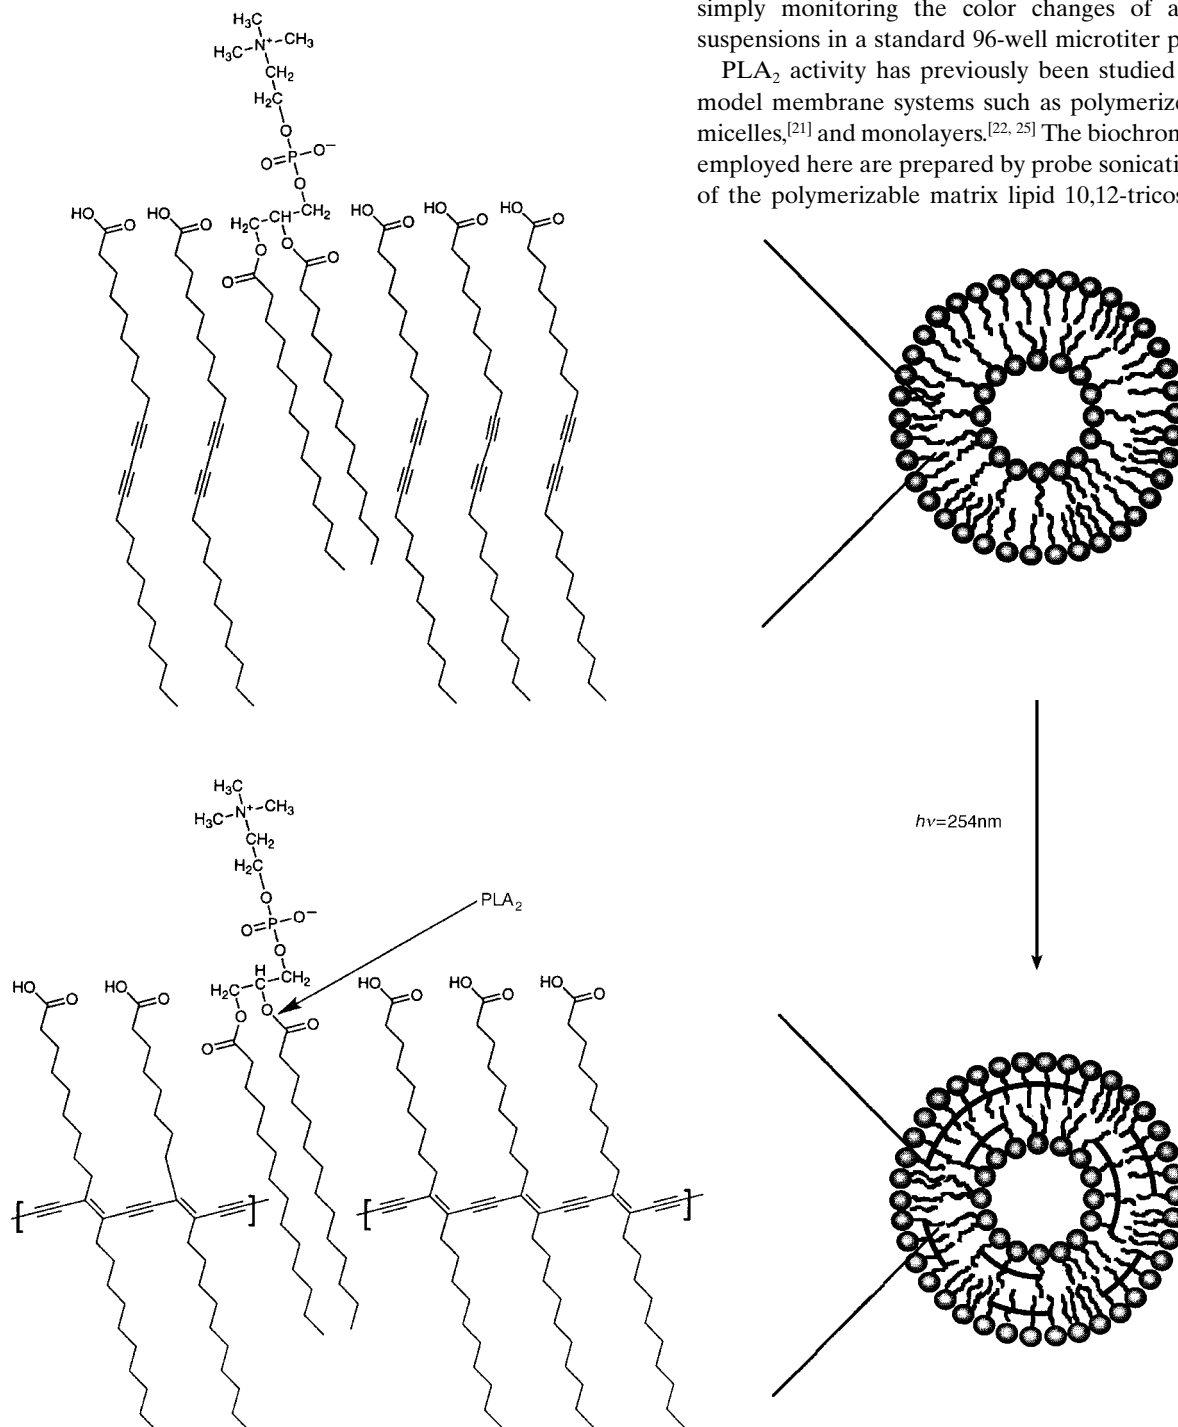 simply monitoring the color changes of a
suspensions in a standard 96-well microtiter p
PLA₂ activity has previously been studied
model membrane systems such as polymerize
micelles,[21] and monolayers.[22, 25] The biochron
employed here are prepared by probe sonicati
of the polymerizable matrix lipid 10,12-tricos
H₃C
H₃C N⁺ CH₃
CH₂
H₂C
O
O P O⁻
O
HO O HO O H₂C CH CH₂ HO O HO O HO O
O O O
O
H₃C
H₃C N⁺ CH₃
CH₂
H₂C
hν=254nm
O
PLA₂
O P O⁻
O
HO O HO O H₂C H C CH₂ HO O HO O HO O
O O
O O
[ ] [ ]